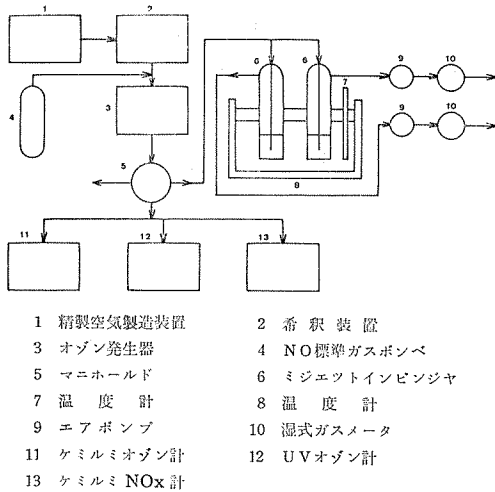 1
2
3
4
5
6
6
7
8
9
10
9
10
11
12
13
1 精製空気製造装置
2 希釈装置
3 オゾン発生器
4 NO標準ガスボンベ
5 マニホールド
6 ミジエットインピンジヤ
7 温度計
8 温度計
9 エアポンプ
10 湿式ガスメータ
11 ケミルミオゾン計
12 UVオゾン計
13 ケミルミNOx計